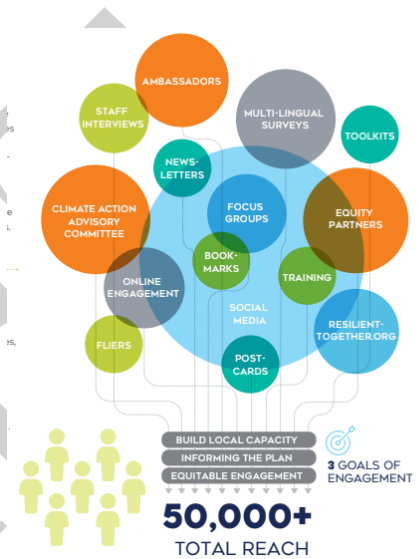 AMBASSADORS
STAFF
INTERVIEWS
MULTI-LINGUAL
SURVEYS
TOOLKITS
NEWS-
LETTERS
CLIMATE ACTION
ADVISORY
COMMITTEE
FOCUS
GROUPS
EQUITY
PARTNERS
BOOK-
MARKS
ONLINE
ENGAGEMENT
TRAINING
SOCIAL
MEDIA
RESILIENT-
TOGETHER.ORG
FLIERS
POST-
CARDS
BUILD LOCAL CAPACITY
INFORMING THE PLAN
EQUITABLE ENGAGEMENT
3 GOALS OF
ENGAGEMENT
50,000+
TOTAL REACH